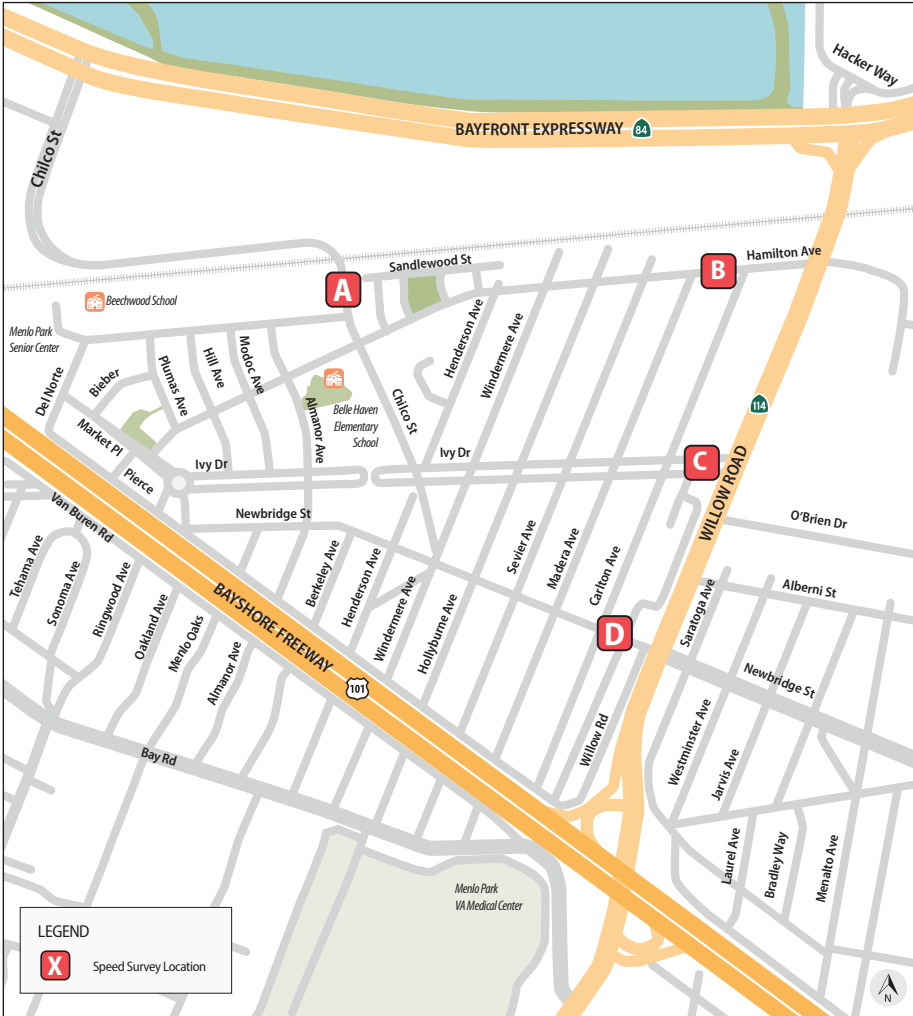 Hacker Way
BAYFRONT EXPRESSWAY 84
Chilco St
Hamilton Ave
B
Sandlewood St
A
Beechwood School
Menlo Park
Senior Center
Henderson Ave
Windermere Ave
Del Norte
Bieber
Plumas Ave
Hill Ave
Modoc Ave
Almanor Ave
Belle Haven
Elementary
School
Chilco St
114
Market Pl
Pierce
Ivy Dr
Ivy Dr
C
WILLOW ROAD
Van Buren Rd
Newbridge St
O'Brien Dr
Tehama Ave
Sonoma Ave
Ringwood Ave
Oakland Ave
Menlo Oaks
Almanor Ave
BAYSHORE FREEWAY
101
Berkeley Ave
Henderson Ave
Windermere Ave
Hollyburne Ave
Sevier Ave
Madera Ave
Carlton Ave
D
Saratoga Ave
Alberni St
Newbridge St
Willow Rd
Westminster Ave
Jarvis Ave
Bay Rd
Laurel Ave
Bradley Way
Menalto Ave
Menlo Park
VA Medical Center
LEGEND
X Speed Survey Location
N